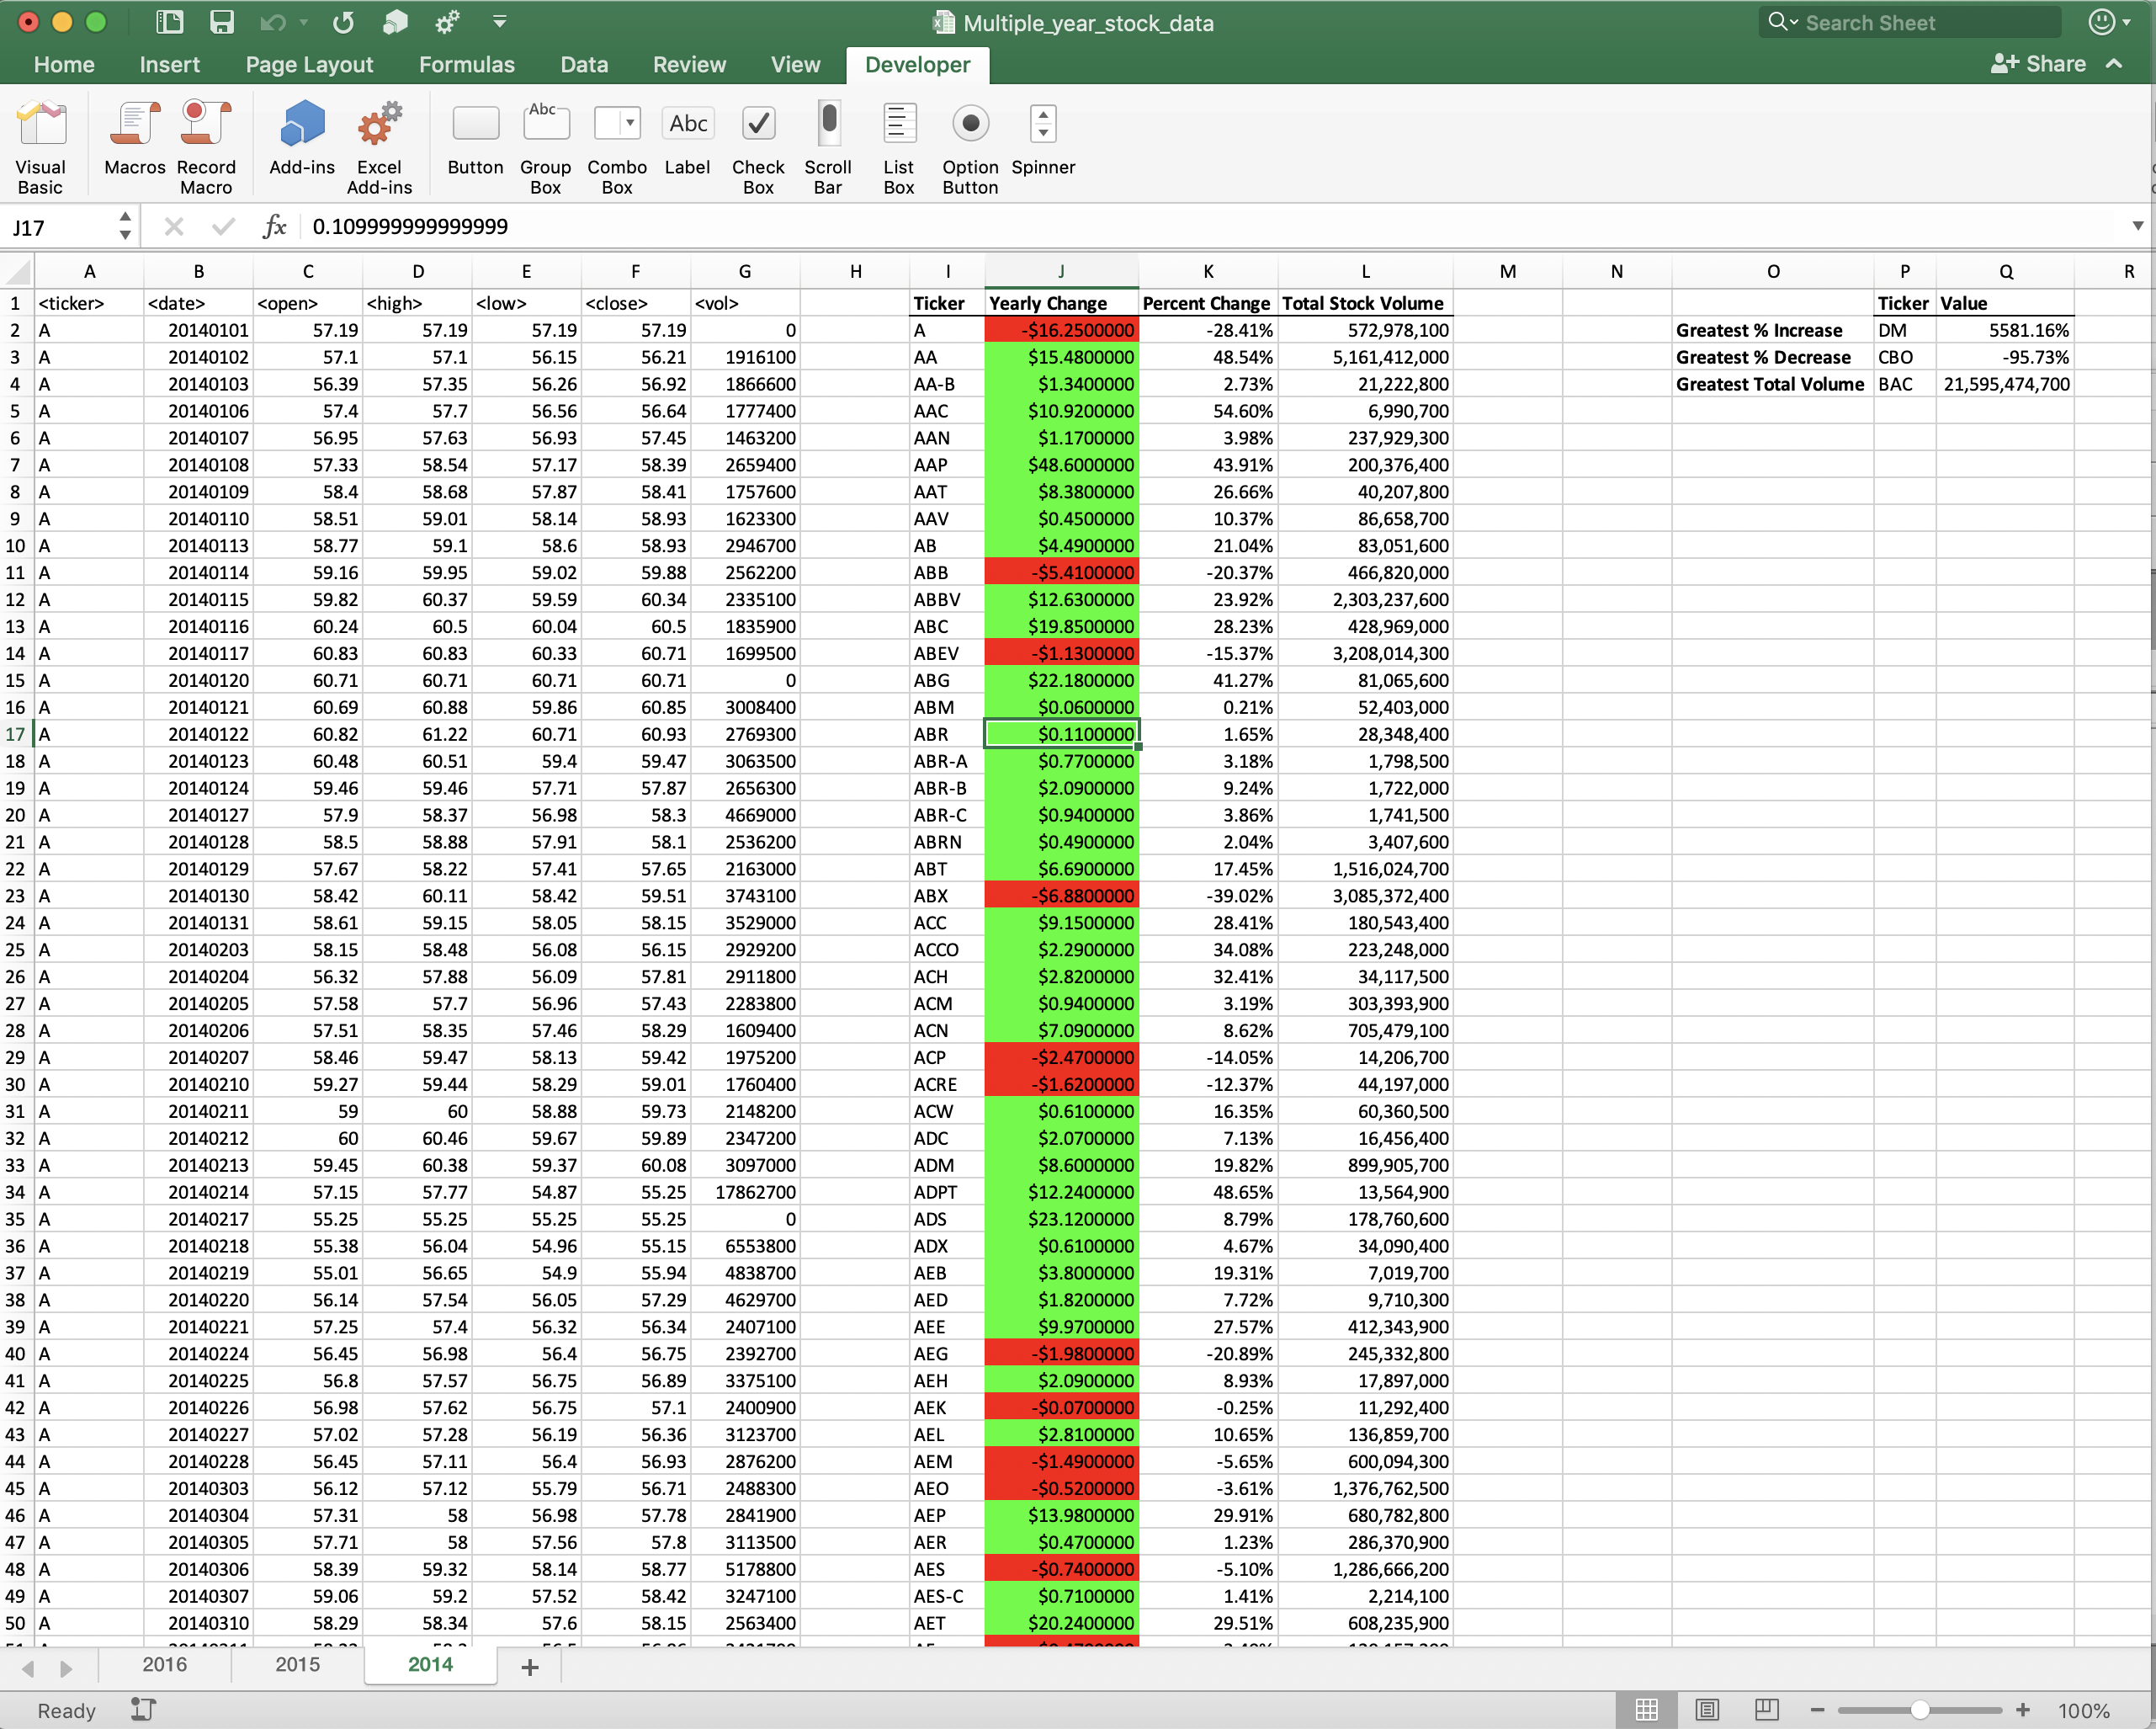 Multiple_year_stock_data
Search Sheet
Home Insert Page Layout Formulas Data Review View Developer Share
Visual Basic
Macros
Record Macro
Add-ins
Excel Add-ins
Button
Abc
Group Box
Combo Box
Abc
Label
Check Box
Scroll Bar
List Box
Option Button
Spinner
J17 fx 0.109999999999999
A B C D E F G H I J K L M N O P Q R
1 <ticker> <date> <open> <high> <low> <close> <vol> Ticker Yearly Change Percent Change Total Stock Volume Ticker Value
2 A 20140101 57.19 57.19 57.19 57.19 0 A -$16.2500000 -28.41% 572,978,100 Greatest % Increase DM 5581.16%
3 A 20140102 57.1 57.1 56.15 56.21 1916100 AA $15.4800000 48.54% 5,161,412,000 Greatest % Decrease CBO -95.73%
4 A 20140103 56.39 57.35 56.26 56.92 1866600 AA-B $1.3400000 2.73% 21,222,800 Greatest Total Volume BAC 21,595,474,700
5 A 20140106 57.4 57.7 56.56 56.64 1777400 AAC $10.9200000 54.60% 6,990,700
6 A 20140107 56.95 57.63 56.93 57.45 1463200 AAN $1.1700000 3.98% 237,929,300
7 A 20140108 57.33 58.54 57.17 58.39 2659400 AAP $48.6000000 43.91% 200,376,400
8 A 20140109 58.4 58.68 57.87 58.41 1757600 AAT $8.3800000 26.66% 40,207,800
9 A 20140110 58.51 59.01 58.14 58.93 1623300 AAV $0.4500000 10.37% 86,658,700
10 A 20140113 58.77 59.1 58.6 58.93 2946700 AB $4.4900000 21.04% 83,051,600
11 A 20140114 59.16 59.95 59.02 59.88 2562200 ABB -$5.4100000 -20.37% 466,820,000
12 A 20140115 59.82 60.37 59.59 60.34 2335100 ABBV $12.6300000 23.92% 2,303,237,600
13 A 20140116 60.24 60.5 60.04 60.5 1835900 ABC $19.8500000 28.23% 428,969,000
14 A 20140117 60.83 60.83 60.33 60.71 1699500 ABEV -$1.1300000 -15.37% 3,208,014,300
15 A 20140120 60.71 60.71 60.71 60.71 0 ABG $22.1800000 41.27% 81,065,600
16 A 20140121 60.69 60.88 59.86 60.85 3008400 ABM $0.0600000 0.21% 52,403,000
17 A 20140122 60.82 61.22 60.71 60.93 2769300 ABR $0.1100000 1.65% 28,348,400
18 A 20140123 60.48 60.51 59.4 59.47 3063500 ABR-A $0.7700000 3.18% 1,798,500
19 A 20140124 59.46 59.46 57.71 57.87 2656300 ABR-B $2.0900000 9.24% 1,722,000
20 A 20140127 57.9 58.37 56.98 58.3 4669000 ABR-C $0.9400000 3.86% 1,741,500
21 A 20140128 58.5 58.88 57.91 58.1 2536200 ABRN $0.4900000 2.04% 3,407,600
22 A 20140129 57.67 58.22 57.41 57.65 2163000 ABT $6.6900000 17.45% 1,516,024,700
23 A 20140130 58.42 60.11 58.42 59.51 3743100 ABX -$6.8800000 -39.02% 3,085,372,400
24 A 20140131 58.61 59.15 58.05 58.15 3529000 ACC $9.1500000 28.41% 180,543,400
25 A 20140203 58.15 58.48 56.08 56.15 2929200 ACCO $2.2900000 34.08% 223,248,000
26 A 20140204 56.32 57.88 56.09 57.81 2911800 ACH $2.8200000 32.41% 34,117,500
27 A 20140205 57.58 57.7 56.96 57.43 2283800 ACM $0.9400000 3.19% 303,393,900
28 A 20140206 57.51 58.35 57.46 58.29 1609400 ACN $7.0900000 8.62% 705,479,100
29 A 20140207 58.46 59.47 58.13 59.42 1975200 ACP -$2.4700000 -14.05% 14,206,700
30 A 20140210 59.27 59.44 58.29 59.01 1760400 ACRE -$1.6200000 -12.37% 44,197,000
31 A 20140211 59 60 58.88 59.73 2148200 ACW $0.6100000 16.35% 60,360,500
32 A 20140212 60 60.46 59.67 59.89 2347200 ADC $2.0700000 7.13% 16,456,400
33 A 20140213 59.45 60.38 59.37 60.08 3097000 ADM $8.6000000 19.82% 899,905,700
34 A 20140214 57.15 57.77 54.87 55.25 17862700 ADPT $12.2400000 48.65% 13,564,900
35 A 20140217 55.25 55.25 55.25 55.25 0 ADS $23.1200000 8.79% 178,760,600
36 A 20140218 55.38 56.04 54.96 55.15 6553800 ADX $0.6100000 4.67% 34,090,400
37 A 20140219 55.01 56.65 54.9 55.94 4838700 AEB $3.8000000 19.31% 7,019,700
38 A 20140220 56.14 57.54 56.05 57.29 4629700 AED $1.8200000 7.72% 9,710,300
39 A 20140221 57.25 57.4 56.32 56.34 2407100 AEE $9.9700000 27.57% 412,343,900
40 A 20140224 56.45 56.98 56.4 56.75 2392700 AEG -$1.9800000 -20.89% 245,332,800
41 A 20140225 56.8 57.57 56.75 56.89 3375100 AEH $2.0900000 8.93% 17,897,000
42 A 20140226 56.98 57.62 56.75 57.1 2400900 AEK -$0.0700000 -0.25% 11,292,400
43 A 20140227 57.02 57.28 56.19 56.36 3123700 AEL $2.8100000 10.65% 136,859,700
44 A 20140228 56.45 57.11 56.4 56.93 2876200 AEM -$1.4900000 -5.65% 600,094,300
45 A 20140303 56.12 57.12 55.79 56.71 2488300 AEO -$0.5200000 -3.61% 1,376,762,500
46 A 20140304 57.31 58 56.98 57.78 2841900 AEP $13.9800000 29.91% 680,782,800
47 A 20140305 57.71 58 57.56 57.8 3113500 AER $0.4700000 1.23% 286,370,900
48 A 20140306 58.39 59.32 58.14 58.77 5178800 AES -$0.7400000 -5.10% 1,286,666,200
49 A 20140307 59.06 59.2 57.52 58.42 3247100 AES-C $0.7100000 1.41% 2,214,100
50 A 20140310 58.29 58.34 57.6 58.15 2563400 AET $20.2400000 29.51% 608,235,900
2016 2015 2014
Ready 100%